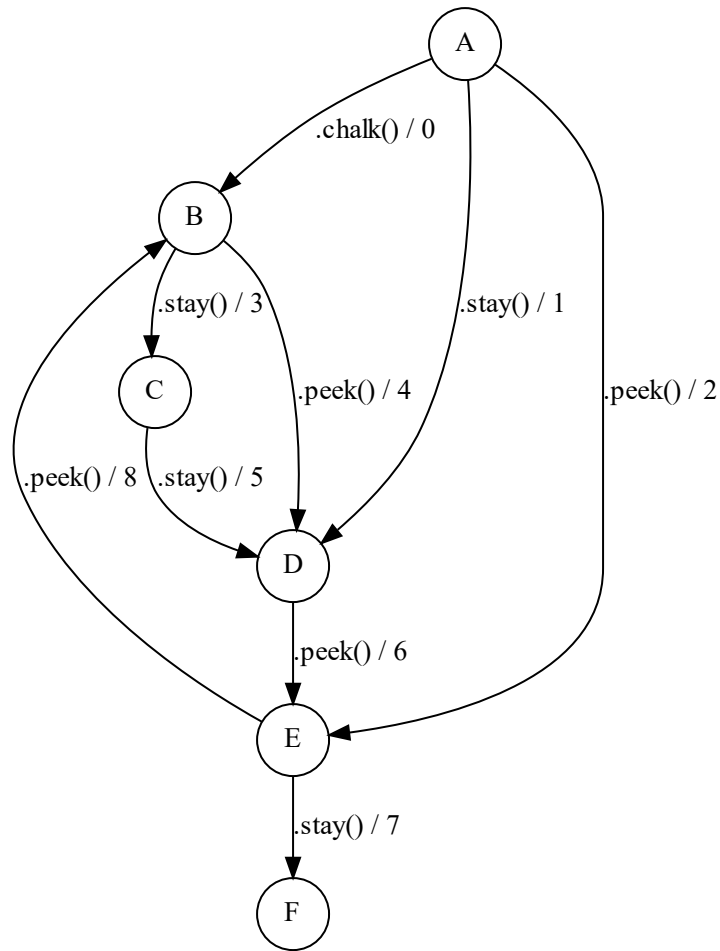 A
.chalk() / 0
B
.stay() / 3
.stay() / 1
C
.peek() / 4
.peek() / 2
.peek() / 8
.stay() / 5
D
.peek() / 6
E
.stay() / 7
F